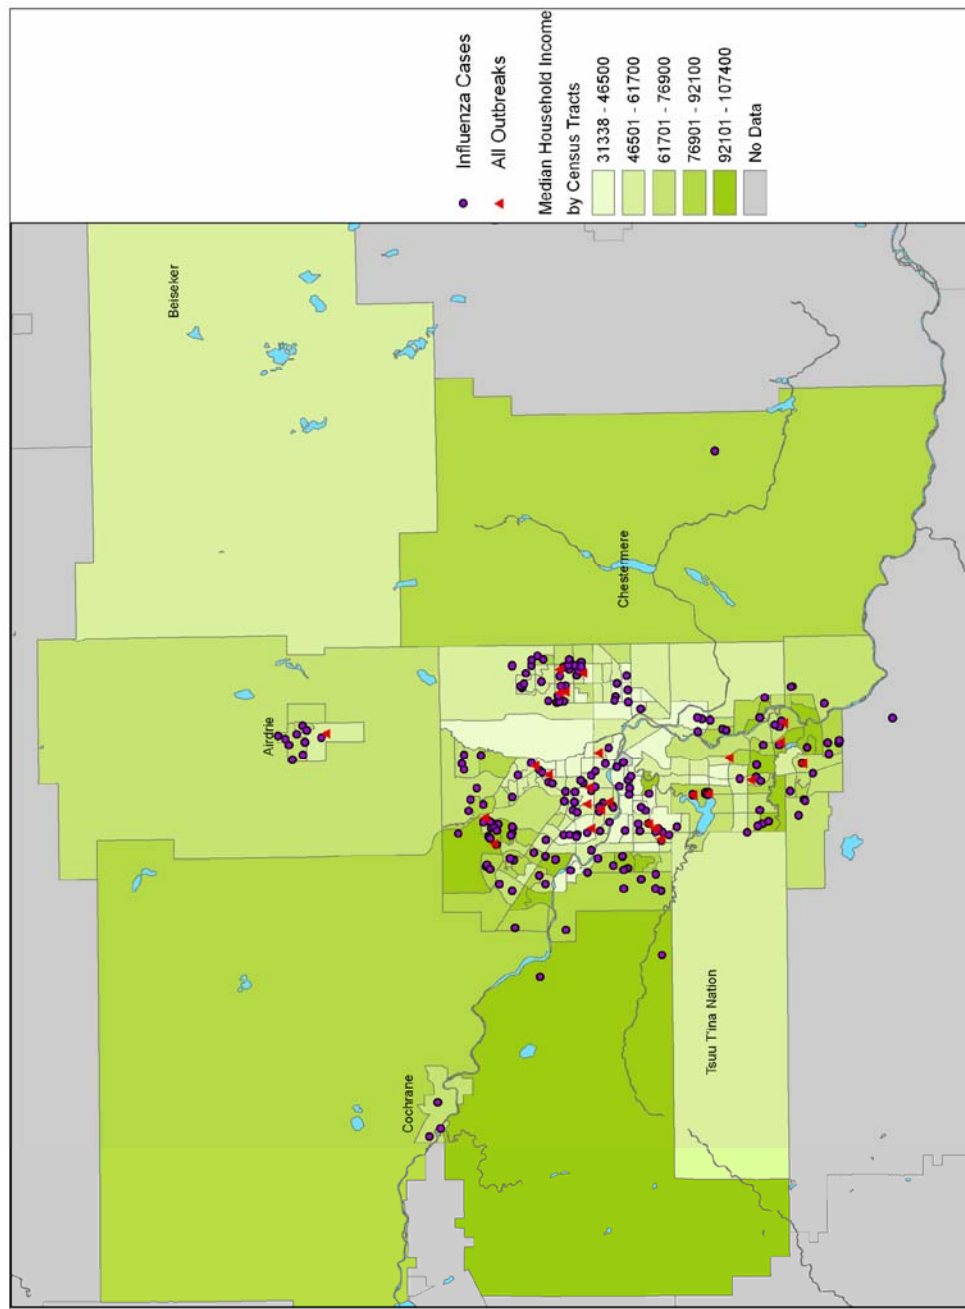 Influenza Cases
All Outbreaks
Median Household Income
by Census Tracts
31338 - 46500
46501 - 61700
61701 - 76900
76901 - 92100
92101 - 107400
No Data
Beiseker
Airdrie
Cochrane
Chestermere
Tsuu T'ina Nation